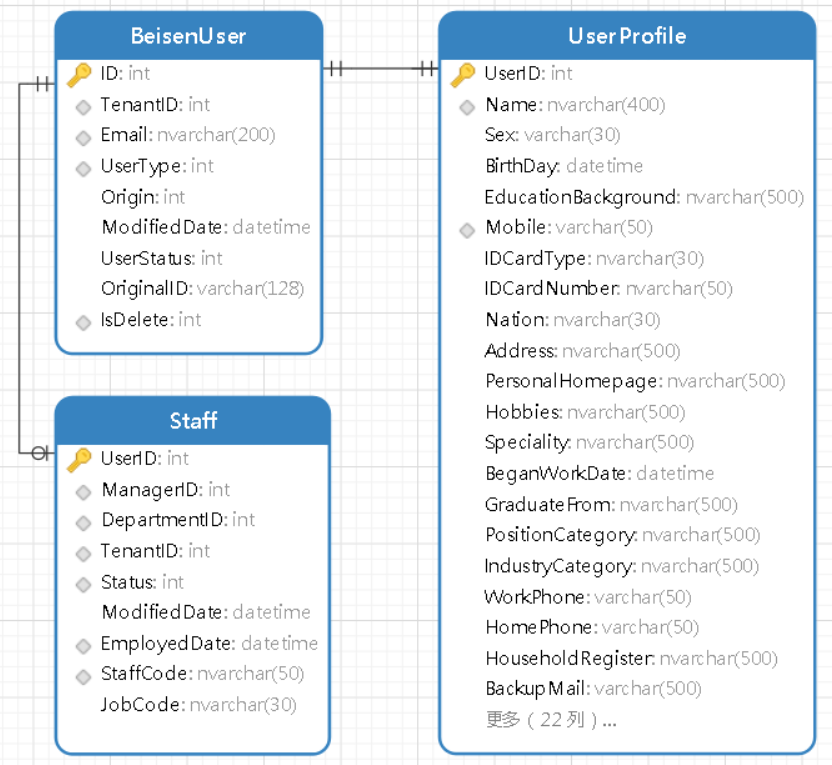 BeisenUser
ID: int
TenantID: int
Email: nvarchar(200)
UserType: int
Origin: int
ModifiedDate: datetime
UserStatus: int
OriginalID: varchar(128)
IsDelete: int
Staff
UserID: int
ManagerID: int
DepartmentID: int
TenantID: int
Status: int
ModifiedDate: datetime
EmployedDate: datetime
StaffCode: nvarchar(50)
JobCode: nvarchar(30)
UserProfile
UserID: int
Name: nvarchar(400)
Sex: varchar(30)
BirthDay: datetime
EducationBackground: nvarchar(500)
Mobile: varchar(50)
IDCardType: nvarchar(30)
IDCardNumber: nvarchar(50)
Nation: nvarchar(30)
Address: nvarchar(500)
PersonalHomepage: nvarchar(500)
Hobbies: nvarchar(500)
Speciality: nvarchar(500)
BeganWorkDate: datetime
GraduateFrom: nvarchar(500)
PositionCategory: nvarchar(500)
IndustryCategory: nvarchar(500)
WorkPhone: varchar(50)
HomePhone: varchar(50)
HouseholdRegister: nvarchar(500)
BackupMail: varchar(500)
更多（22 列）...